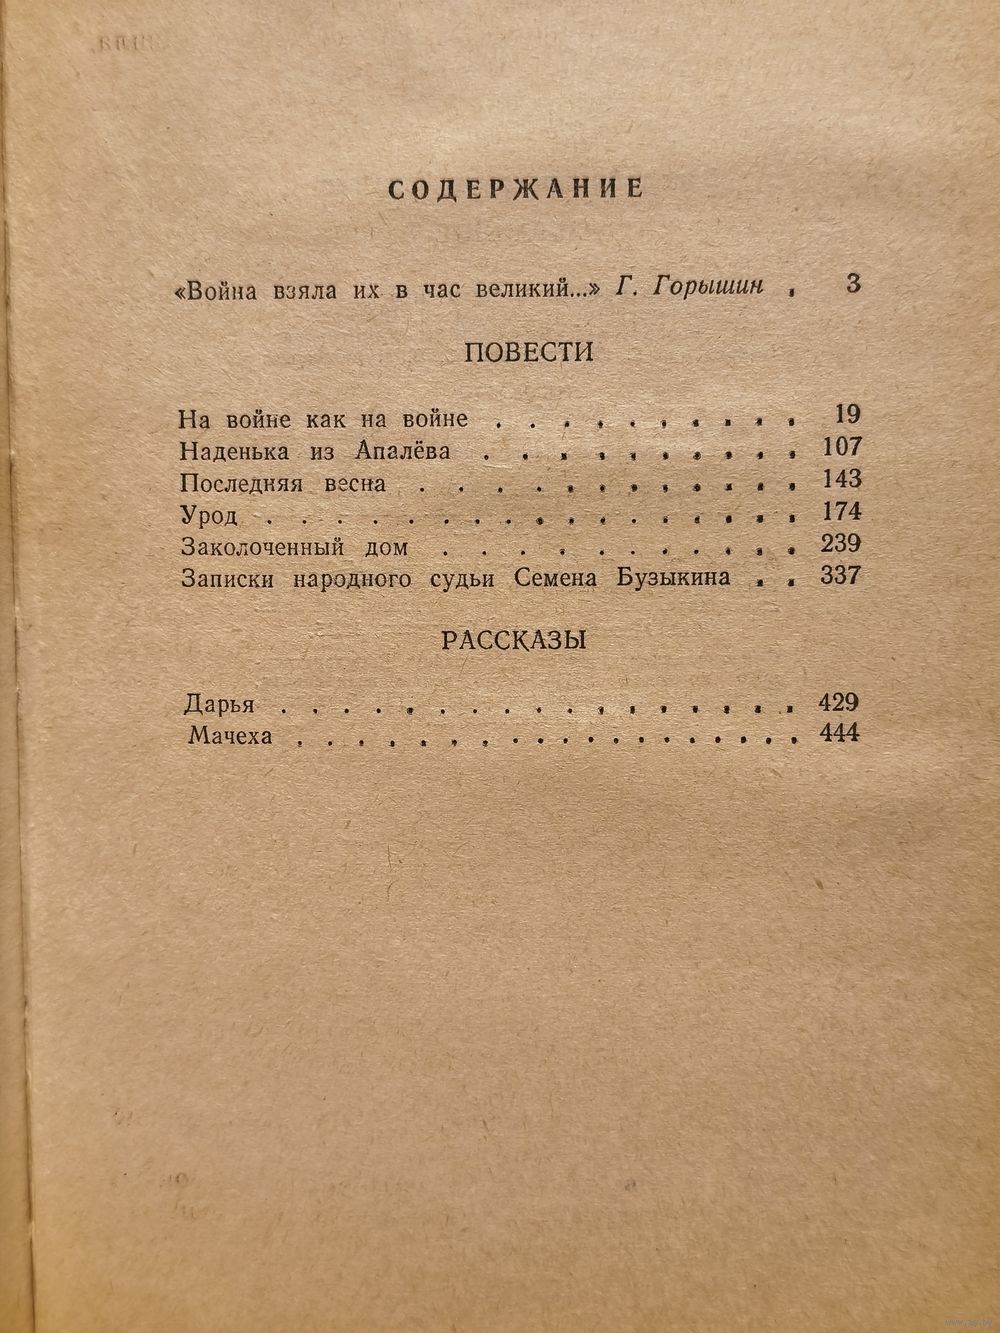 СОДЕРЖАНИЕ
«Война взяла их в час великий...» Г. Горышин . 3
ПОВЕСТИ
На войне как на войне . . . . . . . . . . 19
Наденька из Апалёва . . . . . . . . . . 107
Последняя весна . . . . . . . . . . . . 143
Урод . . . . . . . . . . . . . . . . 174
Заколоченный дом . . . . . . . . . . . 239
Записки народного судьи Семена Бузыкина . . 337
РАССКАЗЫ
Дарья . . . . . . . . . . . . . . . . . 429
Мачеха . . . . . . . . . . . . . . . . . 444